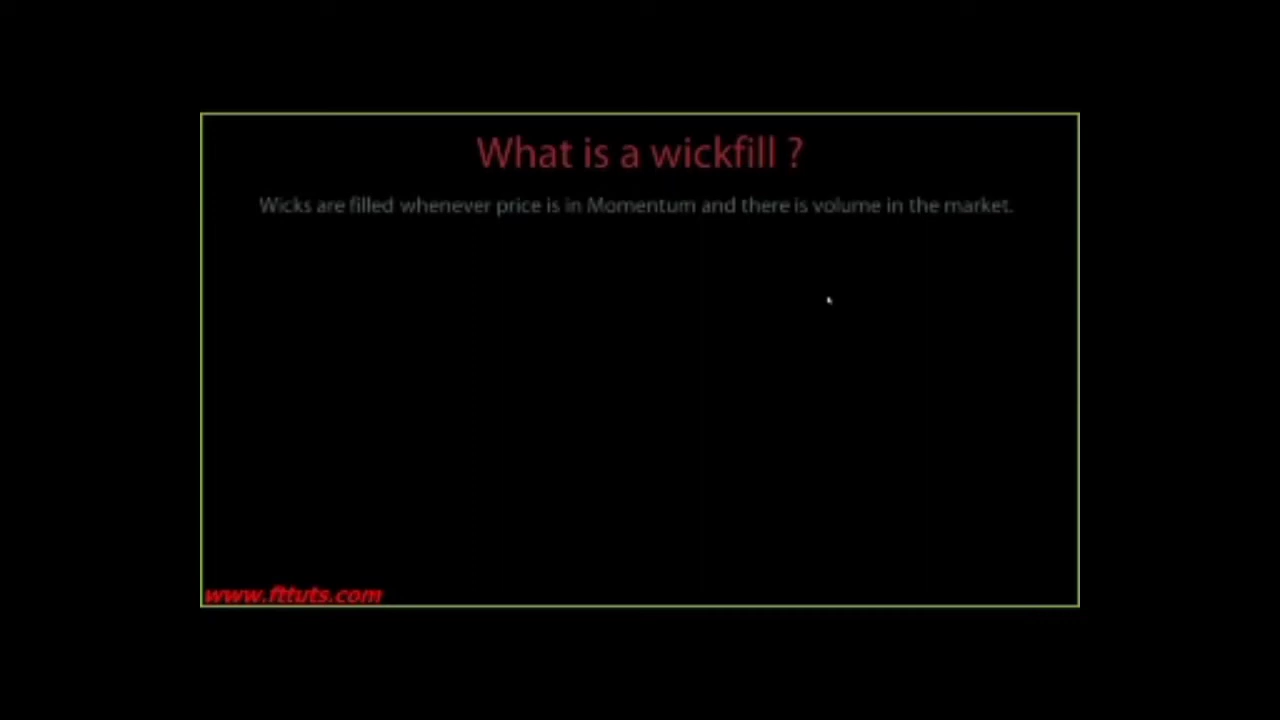 What is a wickfill ?
Wicks are filled whenever price is in Momentum and there is volume in the market.
www.fttuts.com